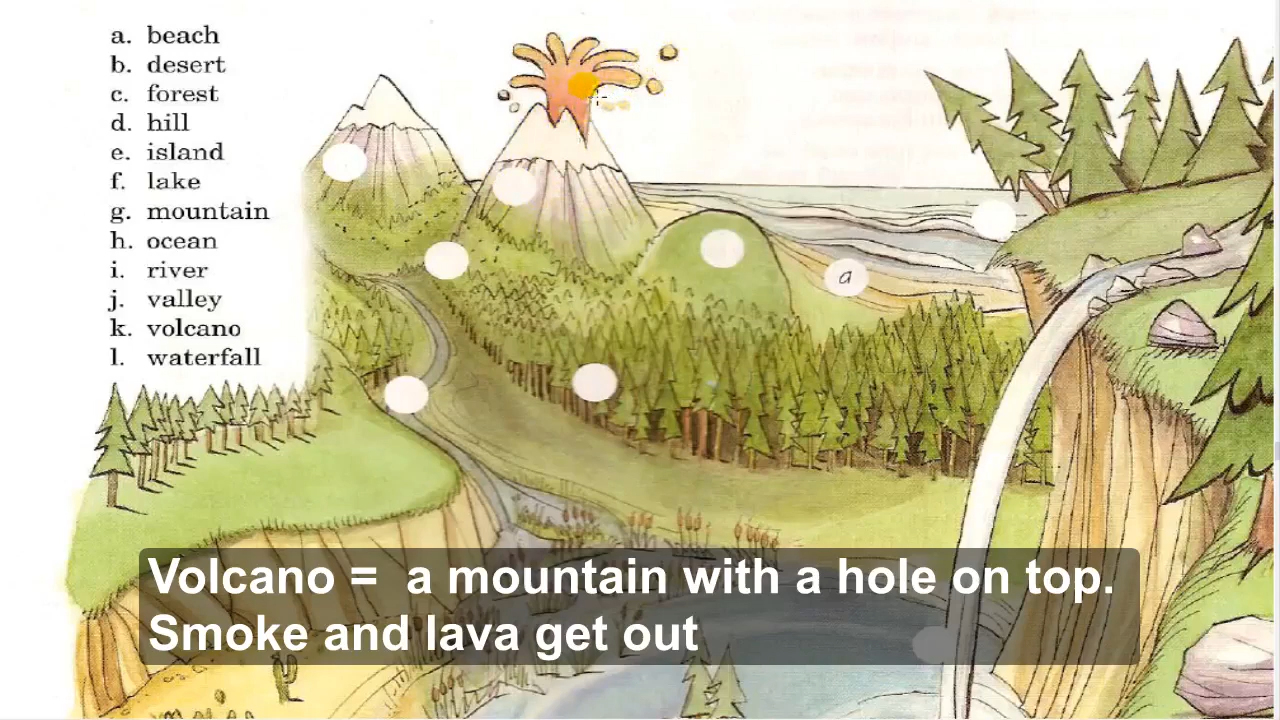 a. beach
b. desert
c. forest
d. hill
e. island
f. lake
g. mountain
h. ocean
i. river
j. valley
k. volcano
l. waterfall
a
Volcano = a mountain with a hole on top.
Smoke and lava get out